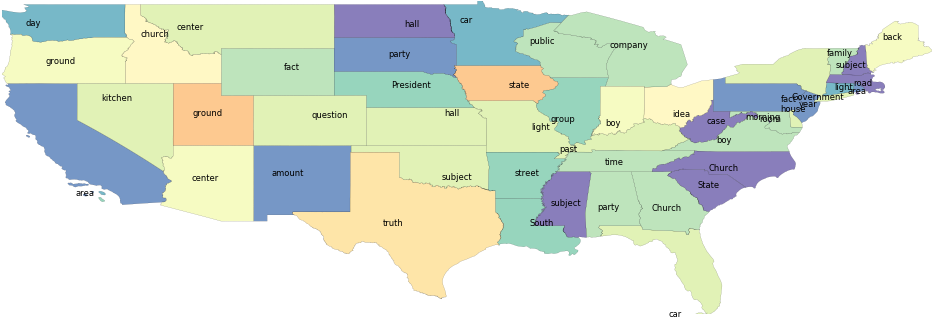 day
church
center
hall
car
public
company
back
ground
fact
party
family
subject
kitchen
President
state
road
light
area
Government
fact
year
house
ground
question
hall
light
group
boy
idea
case
morning
room
boy
past
center
amount
subject
street
time
Church
State
area
subject
party
Church
truth
South
car